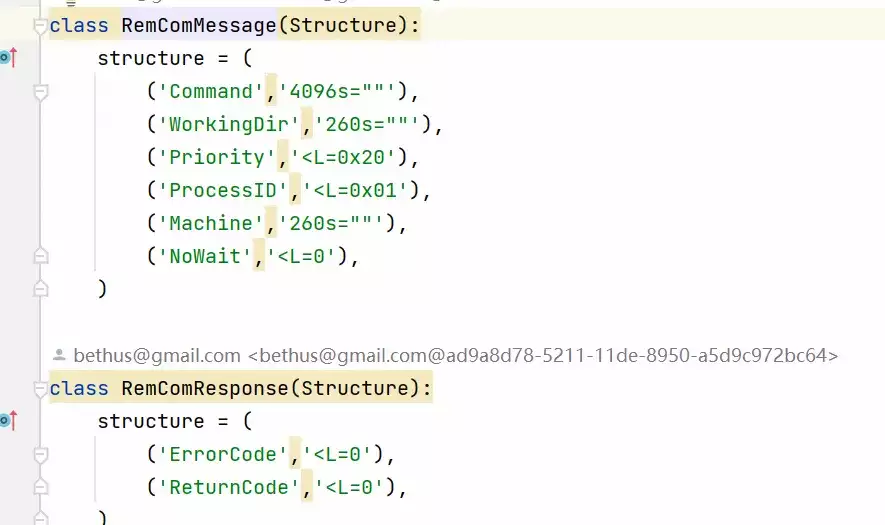 class RemComMessage(Structure):
    structure = (
        ('Command','4096s=""'),
        ('WorkingDir','260s=""'),
        ('Priority','<L=0x20'),
        ('ProcessID','<L=0x01'),
        ('Machine','260s=""'),
        ('NoWait','<L=0'),
    )
bethus@gmail.com <bethus@gmail.com@ad9a8d78-5211-11de-8950-a5d9c972bc64>
class RemComResponse(Structure):
    structure = (
        ('ErrorCode','<L=0'),
        ('ReturnCode','<L=0'),
    )